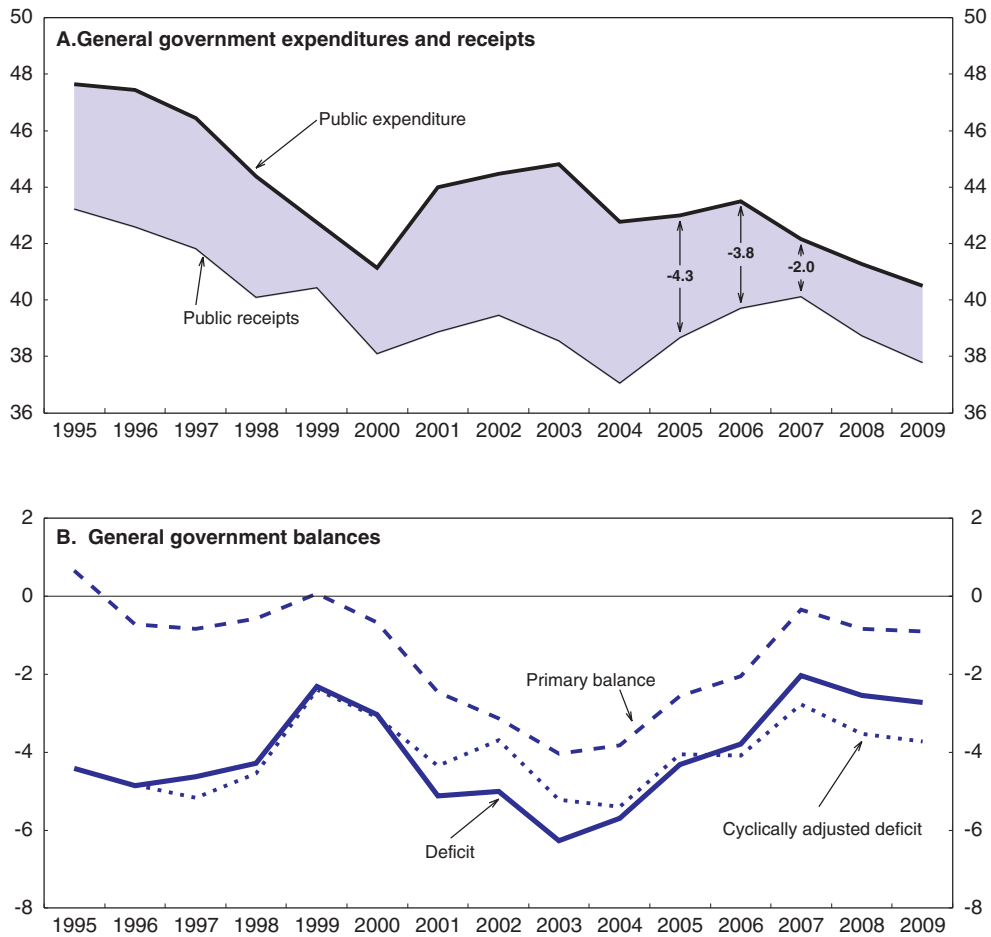 50 50
A.General government expenditures and receipts
48 48
46 46
Public expenditure
44 44
42 42
-3.8
-4.3 -2.0
40 40
Public receipts
38 38
36 36
1995 1996 1997 1998 1999 2000 2001 2002 2003 2004 2005 2006 2007 2008 2009
2 2
B. General government balances
0 0
-2 -2
Primary balance
-4 -4
-6 -6
Cyclically adjusted deficit
Deficit
-8 -8
1995 1996 1997 1998 1999 2000 2001 2002 2003 2004 2005 2006 2007 2008 2009